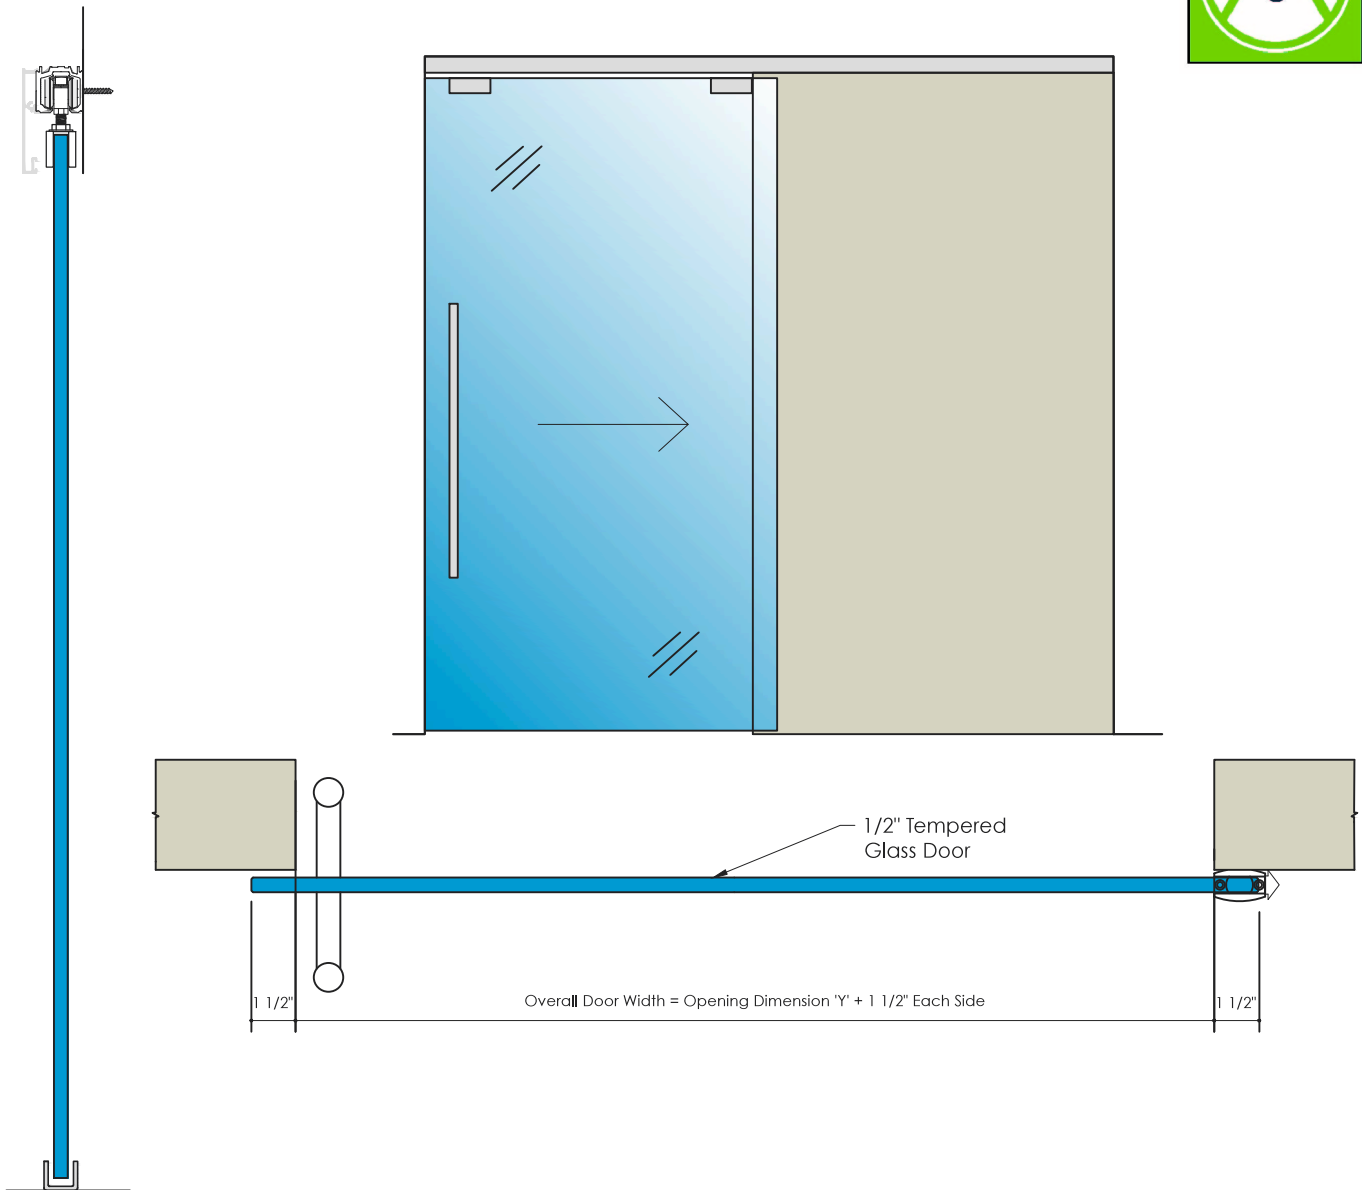 1/2" Tempered
Glass Door
1 1/2"
Overall Door Width = Opening Dimension 'Y' + 1 1/2" Each Side
1 1/2"